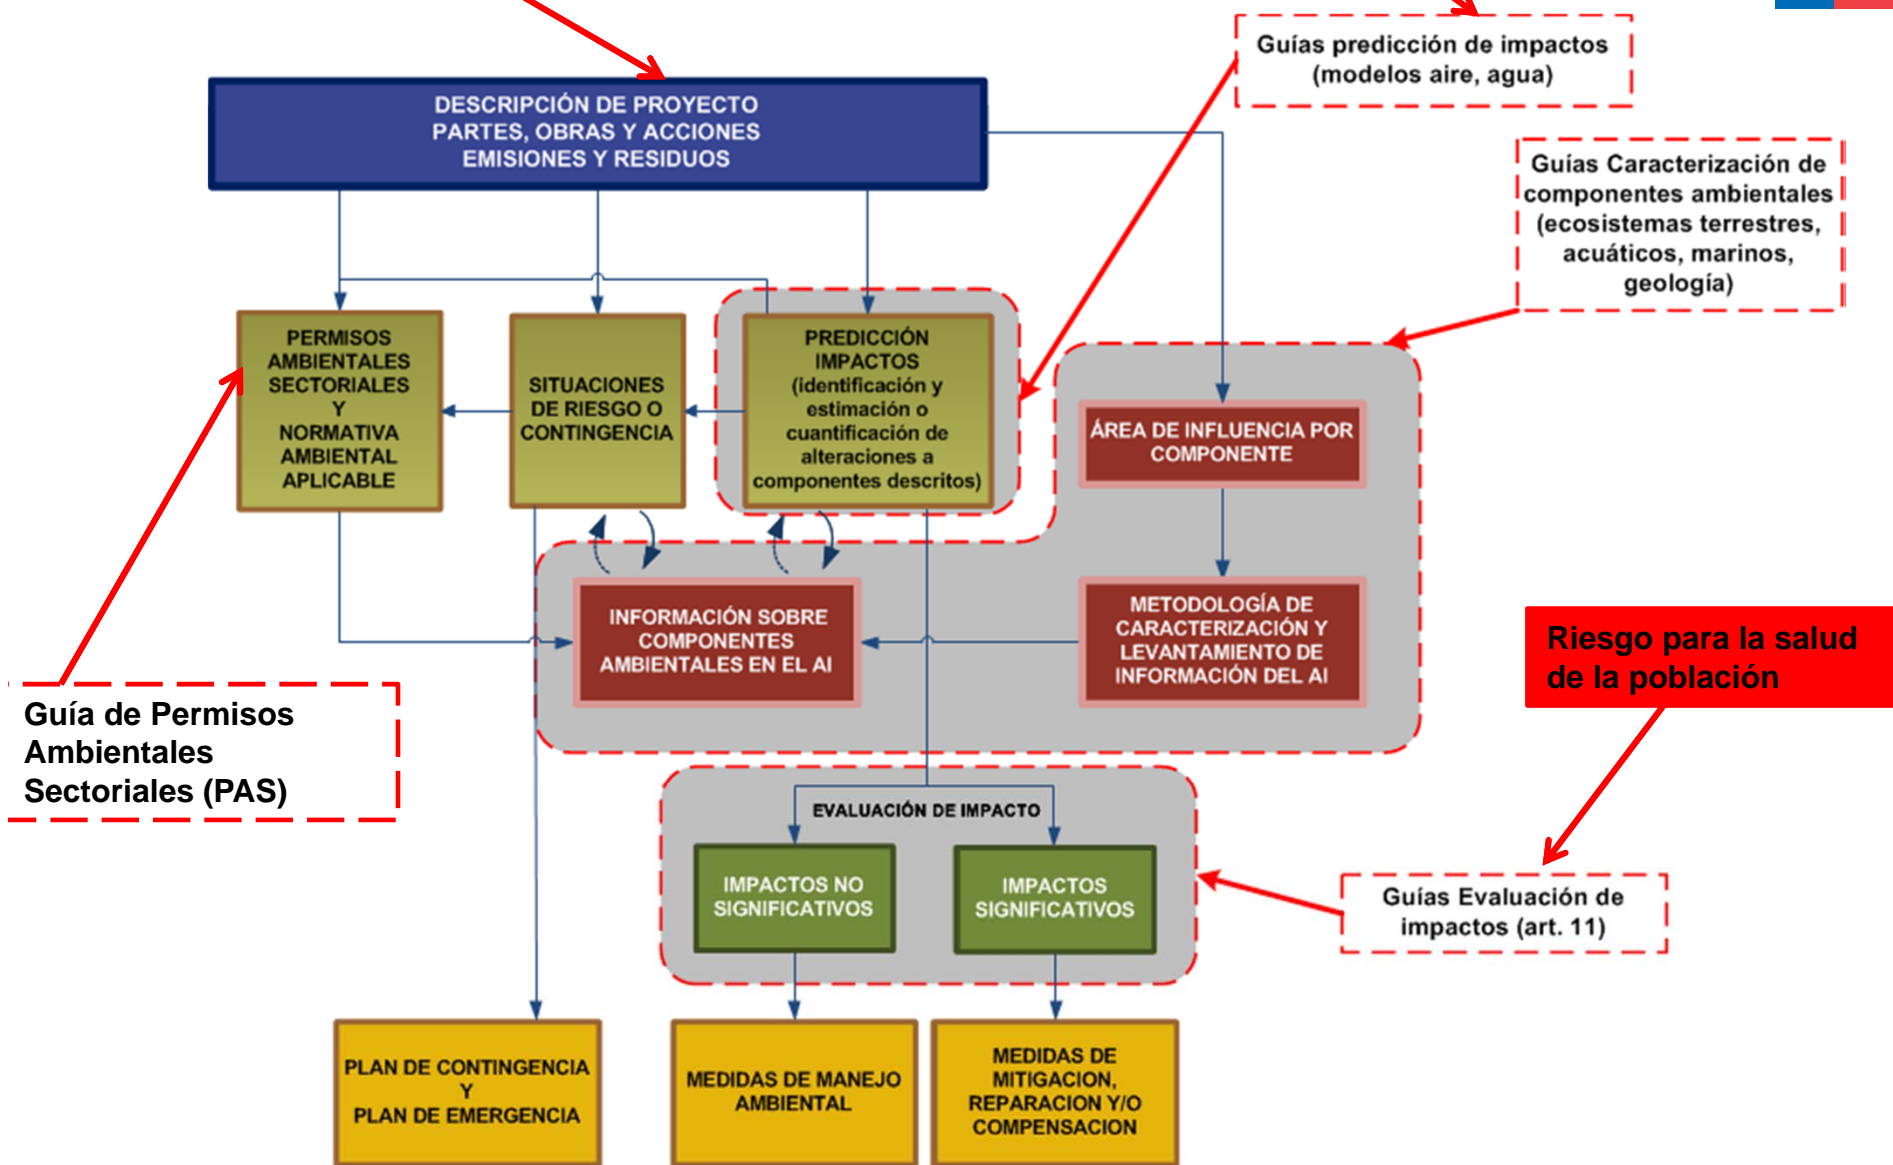 Guías predicción de impactos
(modelos aire, agua)
DESCRIPCIÓN DE PROYECTO
PARTES, OBRAS Y ACCIONES
EMISIONES Y RESIDUOS
Guías Caracterización de
componentes ambientales
(ecosistemas terrestres,
acuáticos, marinos,
geología)
PERMISOS
AMBIENTALES
SECTORIALES
Y
NORMATIVA
AMBIENTAL
APLICABLE
SITUACIONES
DE RIESGO O
CONTINGENCIA
PREDICCIÓN
IMPACTOS
(identificación y
estimación o
cuantificación de
alteraciones a
componentes descritos)
ÁREA DE INFLUENCIA POR
COMPONENTE
INFORMACIÓN SOBRE
COMPONENTES
AMBIENTALES EN EL AI
METODOLOGÍA DE
CARACTERIZACIÓN Y
LEVANTAMIENTO DE
INFORMACIÓN DEL AI
Riesgo para la salud
de la población
Guía de Permisos
Ambientales
Sectoriales (PAS)
EVALUACIÓN DE IMPACTO
IMPACTOS NO
SIGNIFICATIVOS
IMPACTOS
SIGNIFICATIVOS
Guías Evaluación de
impactos (art. 11)
PLAN DE CONTINGENCIA
Y
PLAN DE EMERGENCIA
MEDIDAS DE MANEJO
AMBIENTAL
MEDIDAS DE
MITIGACION,
REPARACION Y/O
COMPENSACION